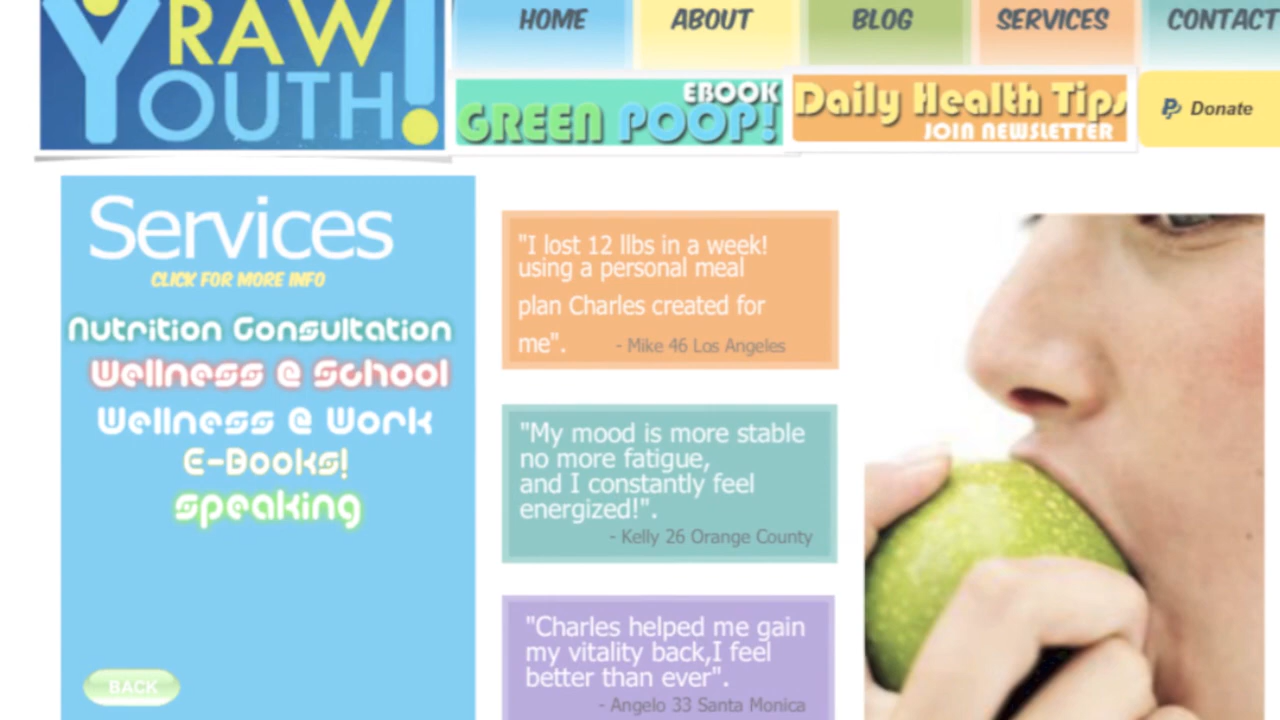 RAW
YOUTH!
HOME
ABOUT
BLOG
SERVICES
CONTACT
EBOOK
GREEN POOP!
Daily Health Tips
JOIN NEWSLETTER
Donate
Services
CLICK FOR MORE INFO
Nutrition Consultation
Wellness @ School
Wellness @ Work
E-Books!
speaking
BACK
"I lost 12 llbs in a week!
using a personal meal
plan Charles created for
me".
- Mike 46 Los Angeles
"My mood is more stable
no more fatigue,
and I constantly feel
energized!".
- Kelly 26 Orange County
"Charles helped me gain
my vitality back,I feel
better than ever".
- Angelo 33 Santa Monica